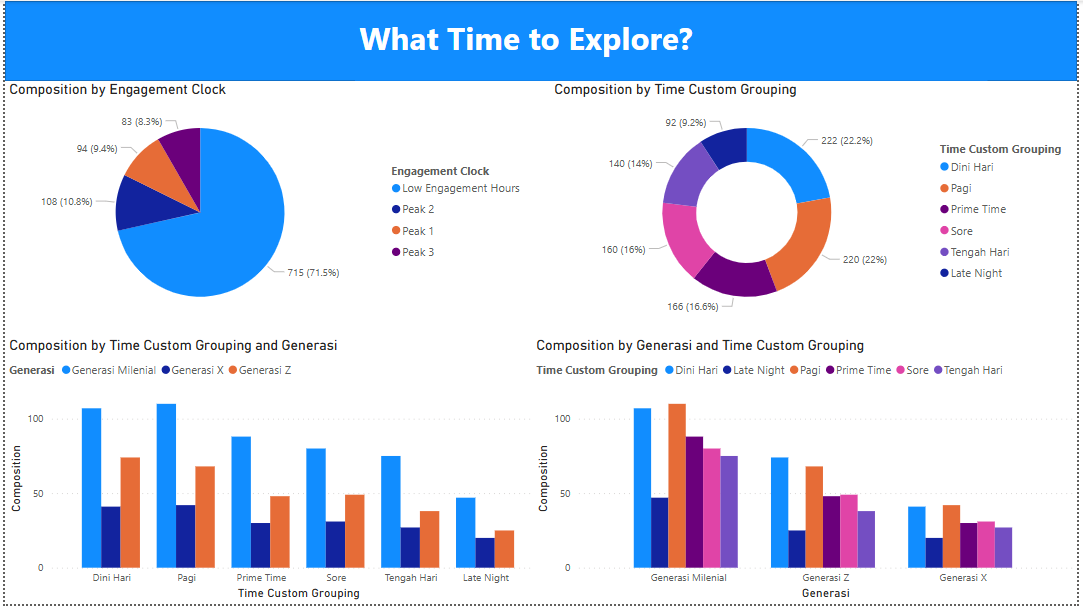 What Time to Explore?
Composition by Engagement Clock
83 (8.3%)
94 (9.4%)
108 (10.8%)
715 (71.5%)
Engagement Clock
Low Engagement Hours
Peak 2
Peak 1
Peak 3
Composition by Time Custom Grouping
92 (9.2%)
222 (22.2%)
140 (14%)
160 (16%)
220 (22%)
166 (16.6%)
Time Custom Grouping
Dini Hari
Pagi
Prime Time
Sore
Tengah Hari
Late Night
Composition by Time Custom Grouping and Generasi
Generasi Generasi Milenial Generasi X Generasi Z
Composition
100
50
0
Dini Hari Pagi Prime Time Sore Tengah Hari Late Night
Time Custom Grouping
Composition by Generasi and Time Custom Grouping
Time Custom Grouping Dini Hari Late Night Pagi Prime Time Sore Tengah Hari
Composition
100
50
0
Generasi Milenial Generasi Z Generasi X
Generasi